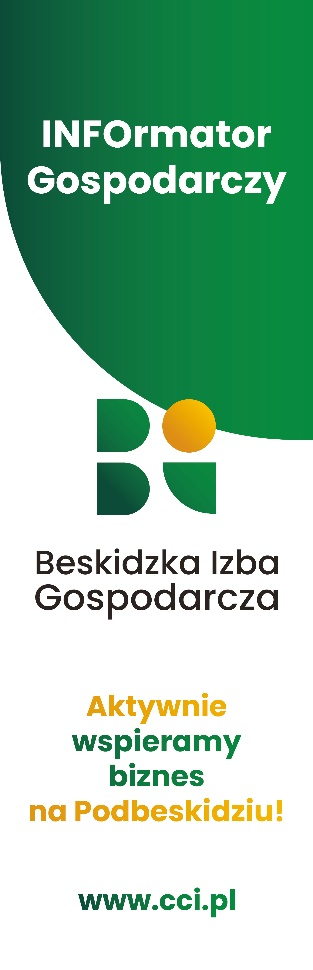 INFOrmator
Gospodarczy
Beskidzka Izba
Gospodarcza
Aktywnie
wspieramy
biznes
na Podbeskidziu!
www.cci.pl